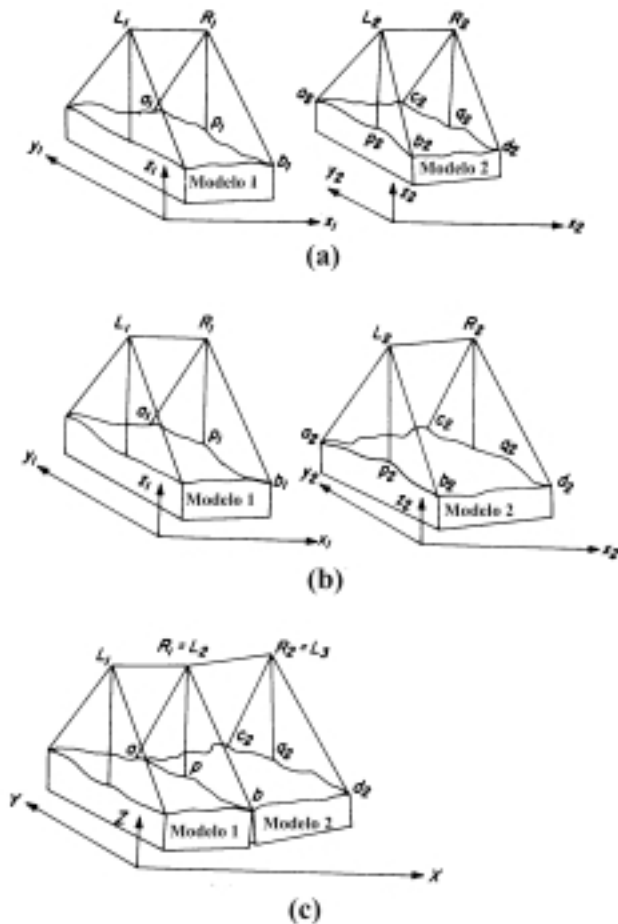 L₁ R₁ L₂ R₂
a₁ p₁ b₁ a₂ c₂ q₂ p₂ b₂ d₂
Modelo 1 Modelo 2
y₁ z₁ x₁ y₂ z₂ x₂
(a)
L₁ R₁ L₂ R₂
a₁ p₁ b₁ a₂ c₂ q₂ p₂ b₂ d₂
Modelo 1 Modelo 2
y₁ z₁ x₁ y₂ z₂ x₂
(b)
L₁ R₁ = L₂ R₂ = L₃
a p b c₂ q₂ d₂
Modelo 1 Modelo 2
Y Z X
(c)